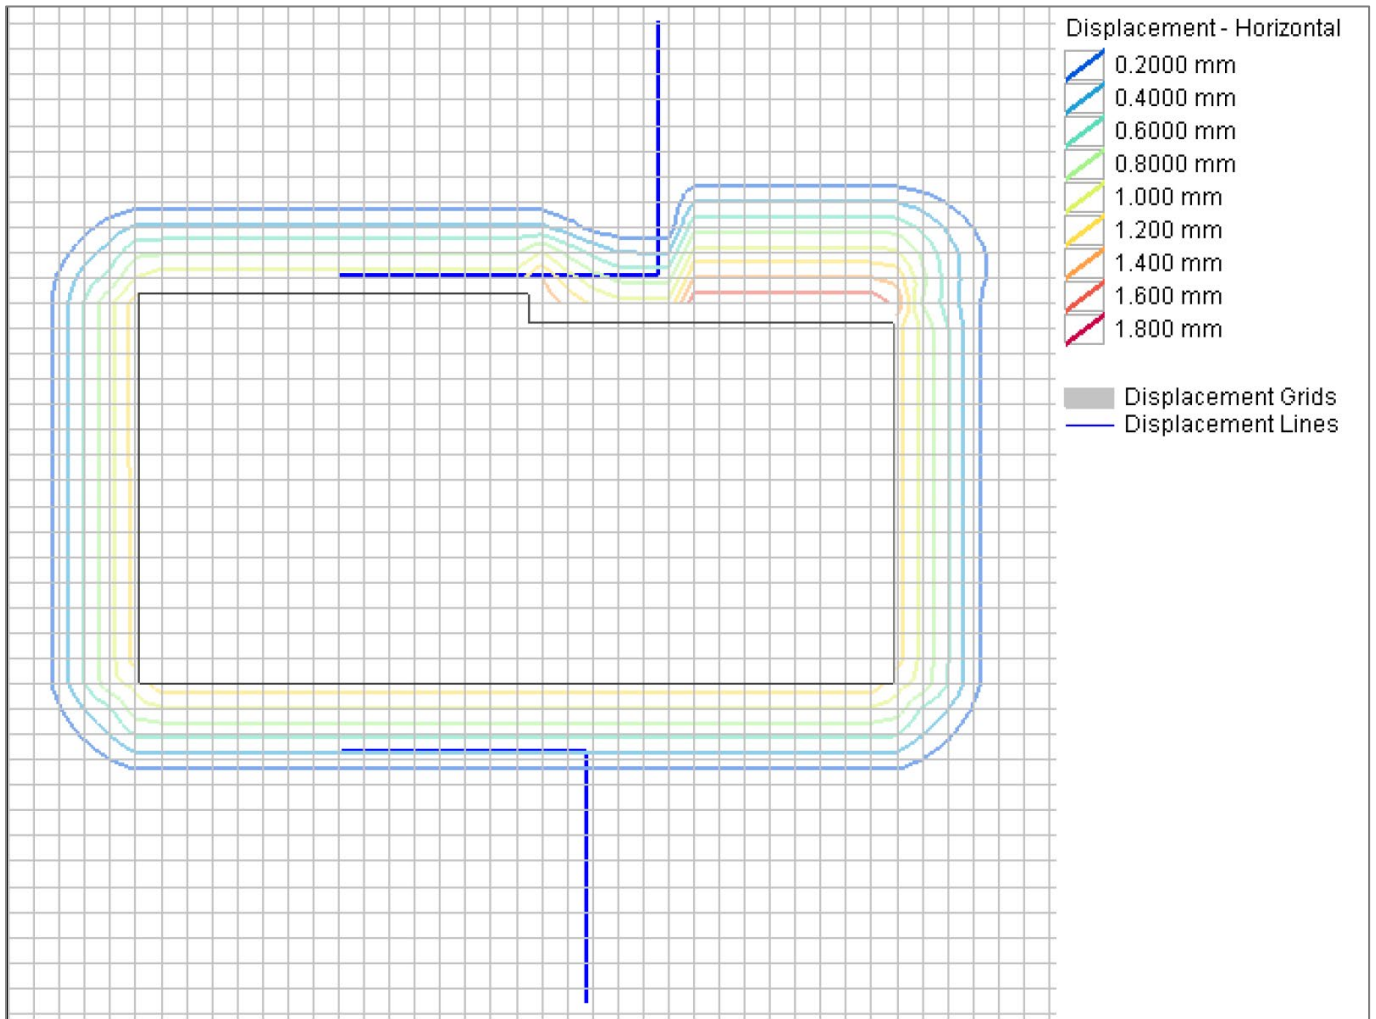 Displacement - Horizontal
0.2000 mm
0.4000 mm
0.6000 mm
0.8000 mm
1.000 mm
1.200 mm
1.400 mm
1.600 mm
1.800 mm
Displacement Grids
Displacement Lines